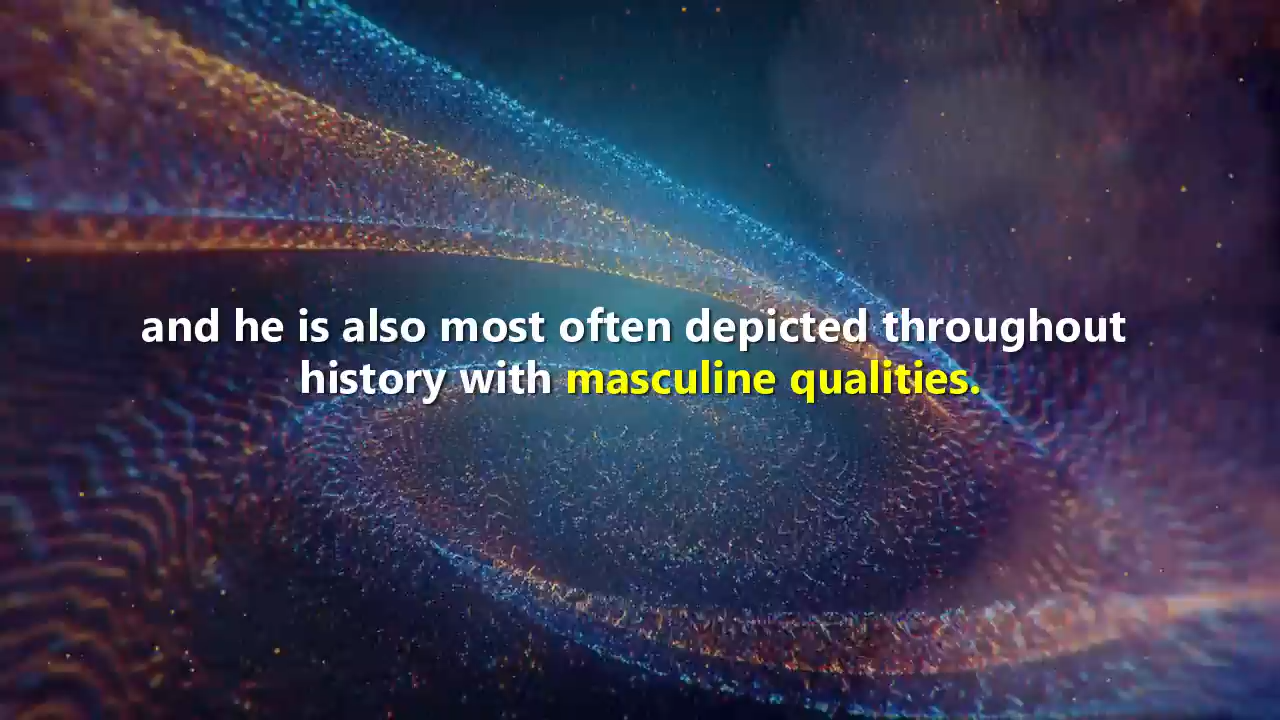 and he is also most often depicted throughout
history with masculine qualities.